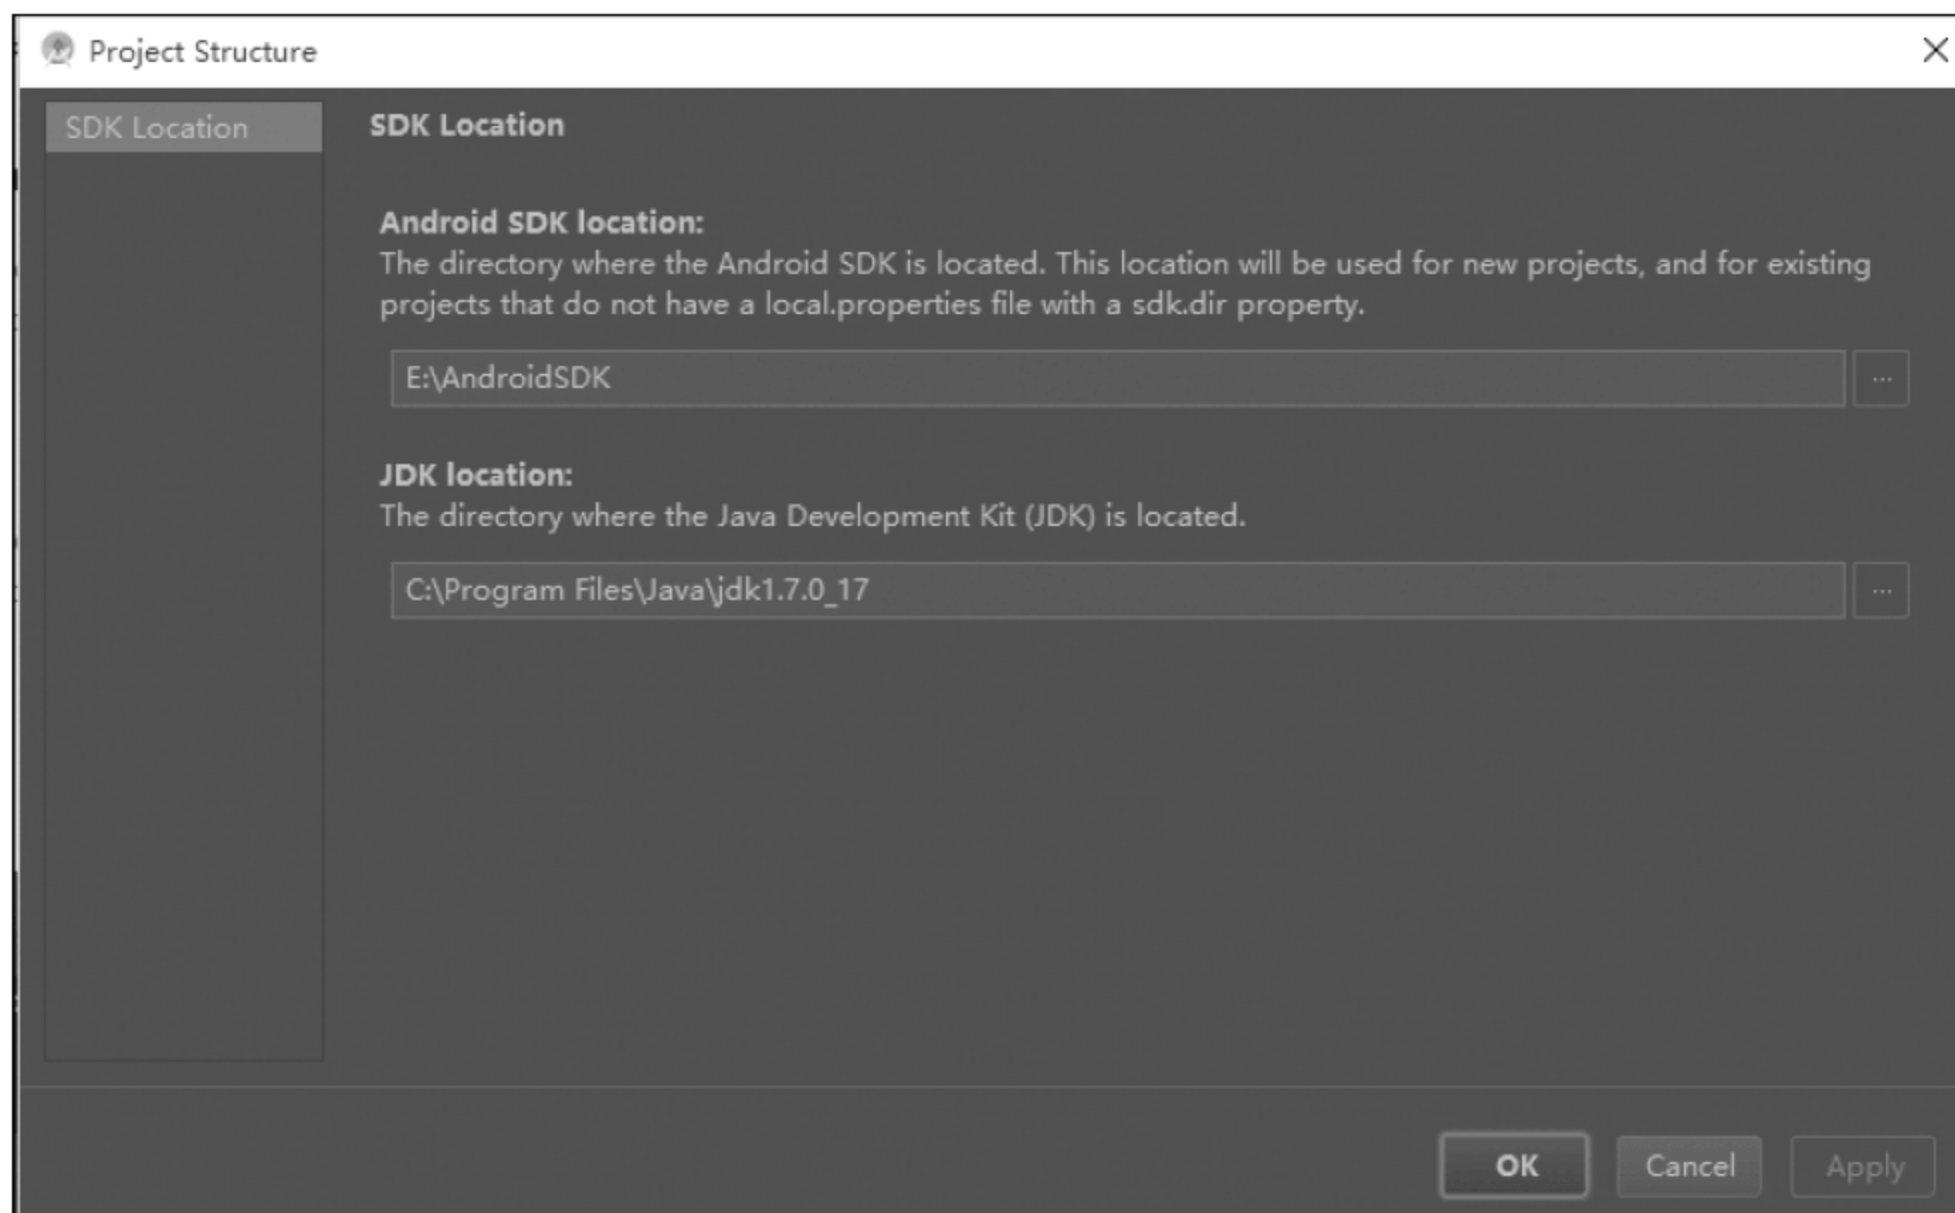 Project Structure
SDK Location
SDK Location
Android SDK location:
The directory where the Android SDK is located. This location will be used for new projects, and for existing
projects that do not have a local.properties file with a sdk.dir property.
E:\AndroidSDK
...
JDK location:
The directory where the Java Development Kit (JDK) is located.
C:\Program Files\Java\jdk1.7.0_17
...
OK
Cancel
Apply